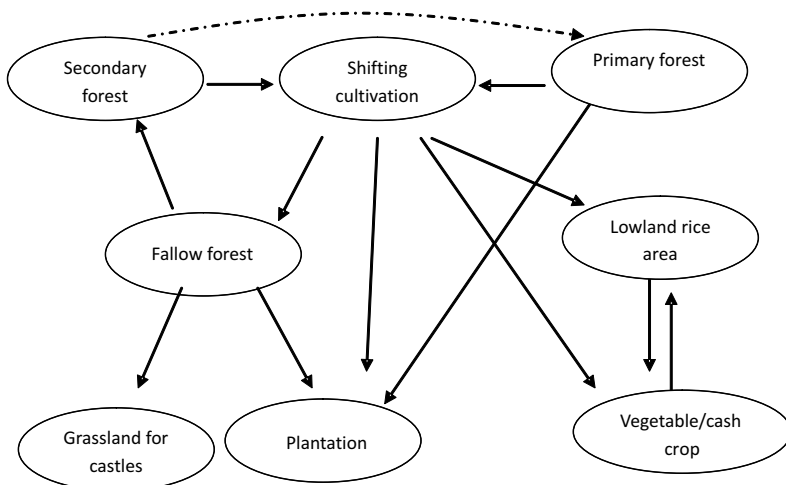 Secondary
forest
Shifting
cultivation
Primary forest
Fallow forest
Lowland rice
area
Grassland for
castles
Plantation
Vegetable/cash
crop